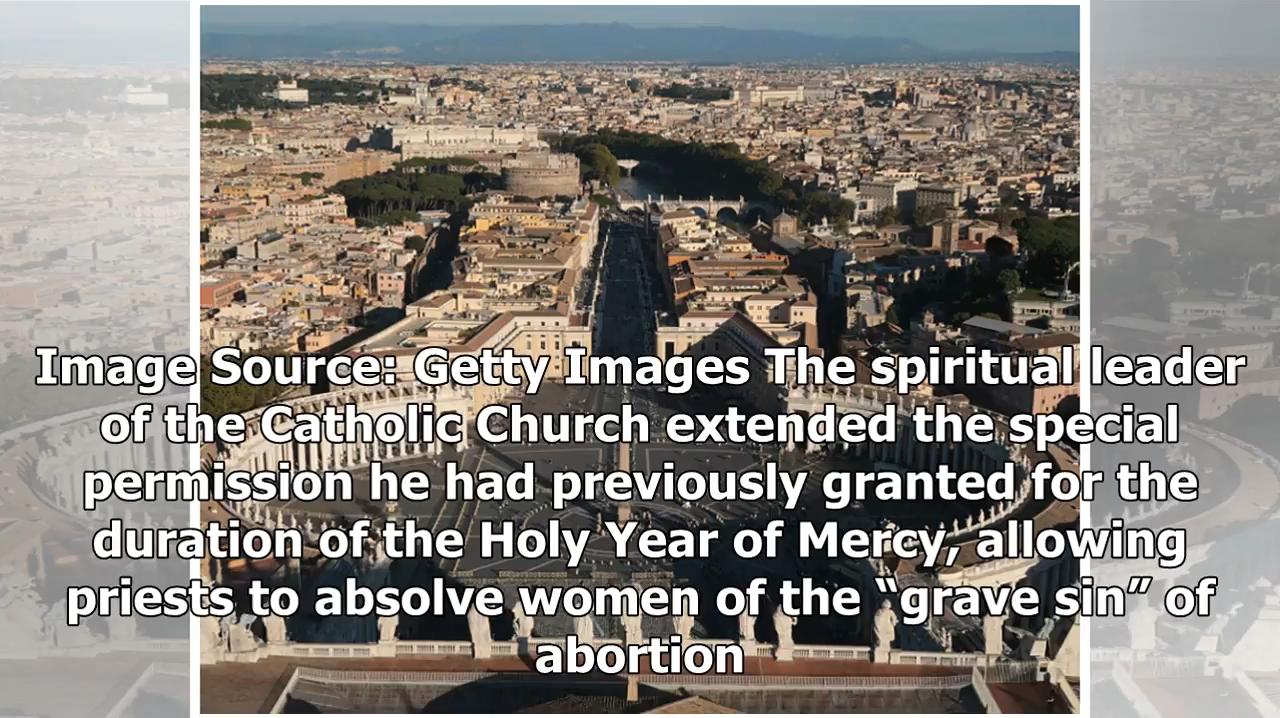 Image Source: Getty Images The spiritual leader
of the Catholic Church extended the special
permission he had previously granted for the
duration of the Holy Year of Mercy, allowing
priests to absolve women of the “grave sin” of
abortion